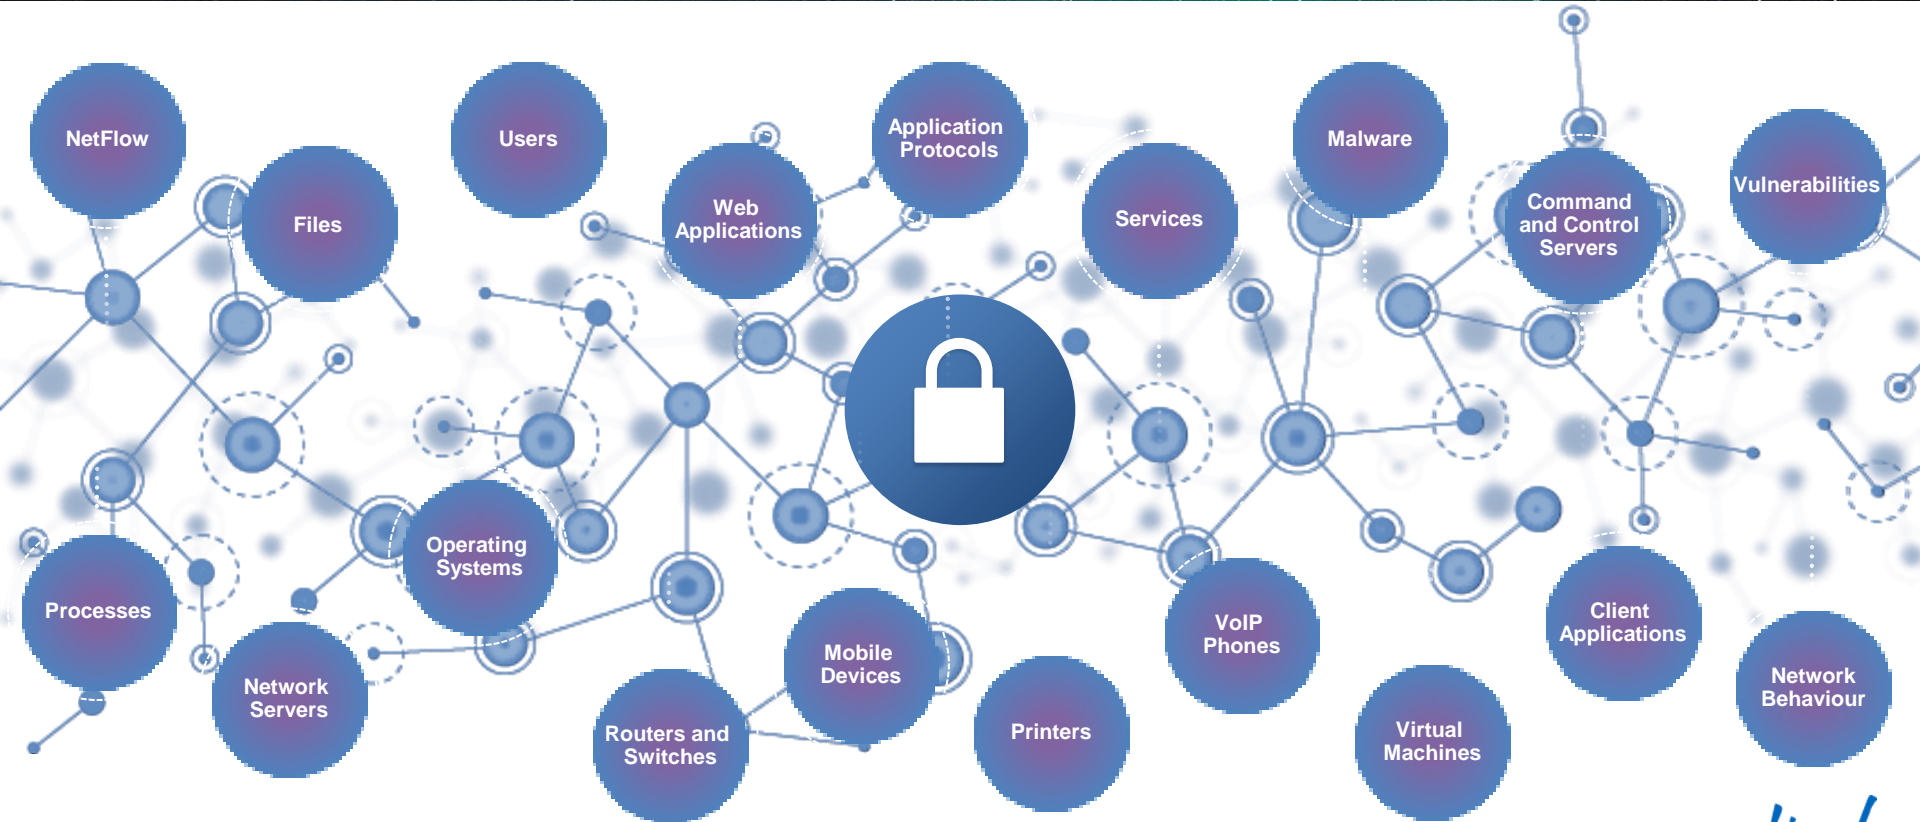 NetFlow
Files
Users
Web
Applications
Application
Protocols
Services
Malware
Command
and Control
Servers
Vulnerabilities
Processes
Network
Servers
Operating
Systems
Routers and
Switches
Mobile
Devices
Printers
VoIP
Phones
Virtual
Machines
Client
Applications
Network
Behaviour